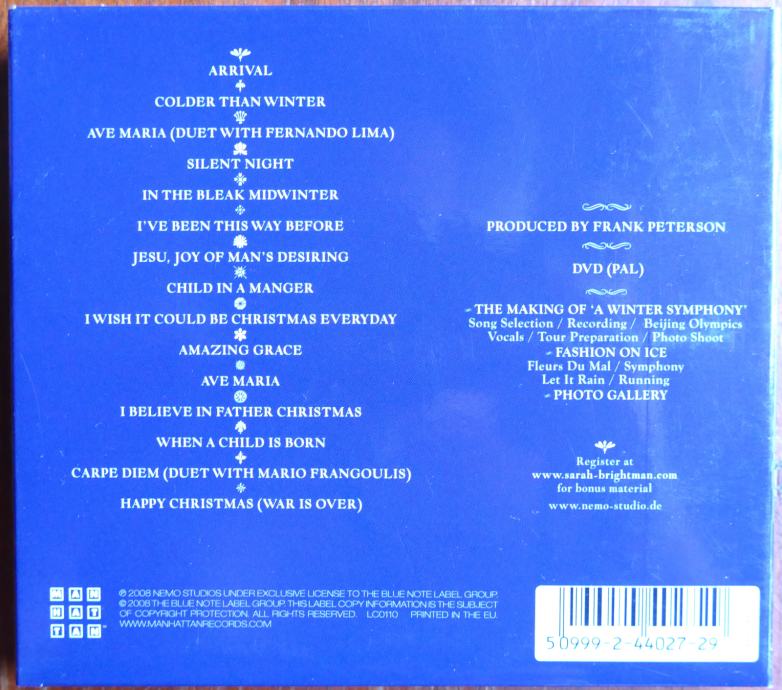 ARRIVAL
COLDER THAN WINTER
AVE MARIA (DUET WITH FERNANDO LIMA)
SILENT NIGHT
IN THE BLEAK MIDWINTER
I'VE BEEN THIS WAY BEFORE
JESU, JOY OF MAN'S DESIRING
CHILD IN A MANGER
I WISH IT COULD BE CHRISTMAS EVERYDAY
AMAZING GRACE
AVE MARIA
I BELIEVE IN FATHER CHRISTMAS
WHEN A CHILD IS BORN
CARPE DIEM (DUET WITH MARIO FRANGOULIS)
HAPPY CHRISTMAS (WAR IS OVER)
PRODUCED BY FRANK PETERSON
DVD (PAL)
THE MAKING OF 'A WINTER SYMPHONY'
Song Selection / Recording / Beijing Olympics
Vocals / Tour Preparation / Photo Shoot
FASHION ON ICE
Fleurs Du Mal / Symphony
Let It Rain / Running
PHOTO GALLERY
Register at
www.sarah-brightman.com
for bonus material
www.nemo-studio.de
MAN
HAT
TAN
℗ 2008 NEMO STUDIOS UNDER EXCLUSIVE LICENSE TO THE BLUE NOTE LABEL GROUP.
© 2008 THE BLUE NOTE LABEL GROUP. THIS LABEL COPY INFORMATION IS THE SUBJECT
OF COPYRIGHT PROTECTION. ALL RIGHTS RESERVED. LC0110 PRINTED IN THE EU.
WWW.MANHATTANRECORDS.COM
5 0999-2-44027-29